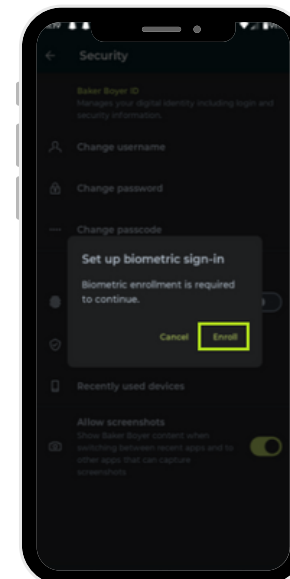 Security
Baker Boyer ID
Manages your digital identity including login and
security information.
Change username
Change password
Change passcode
Set up biometric sign-in
Biometric enrollment is required
to continue.
Cancel
Enroll
Recently used devices
Allow screenshots
Show Baker Boyer content when
switching between recent apps and to
other apps that can capture
screenshots